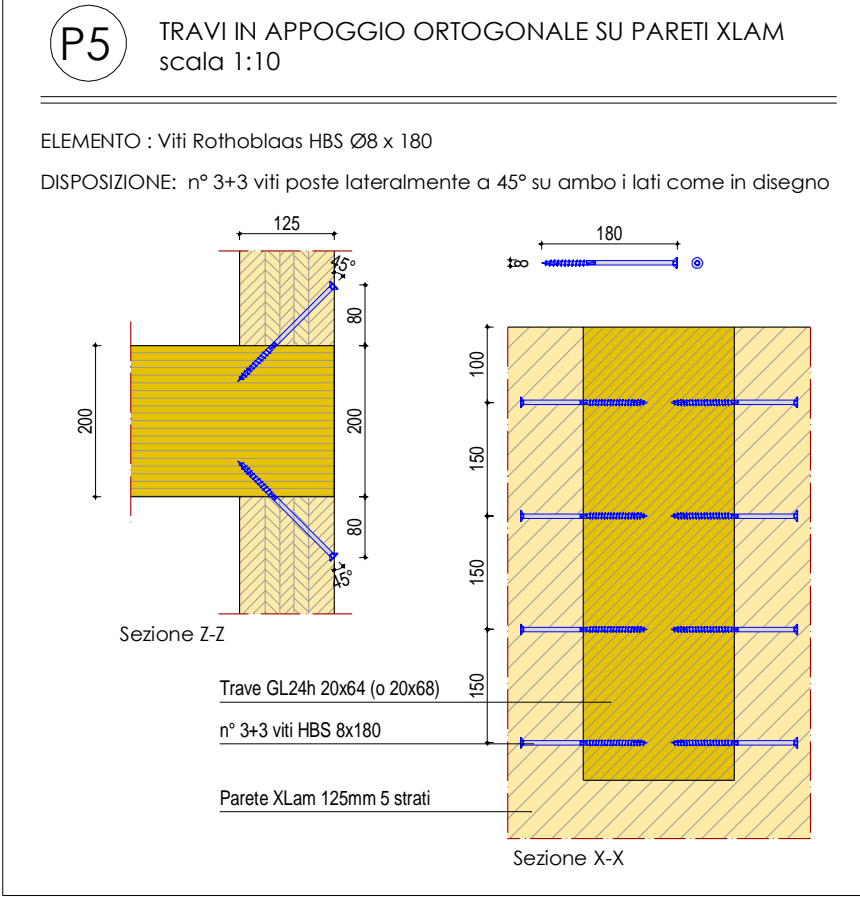 P5
TRAVI IN APPOGGIO ORTOGONALE SU PARETI XLAM
scala 1:10
ELEMENTO : Viti Rothoblaas HBS Ø8 x 180
DISPOSIZIONE: n° 3+3 viti poste lateralmente a 45° su ambo i lati come in disegno
125
45°
80
200
200
80
45°
Sezione Z-Z
180
8
100
150
150
150
Trave GL24h 20x64 (o 20x68)
n° 3+3 viti HBS 8x180
Parete XLam 125mm 5 strati
Sezione X-X